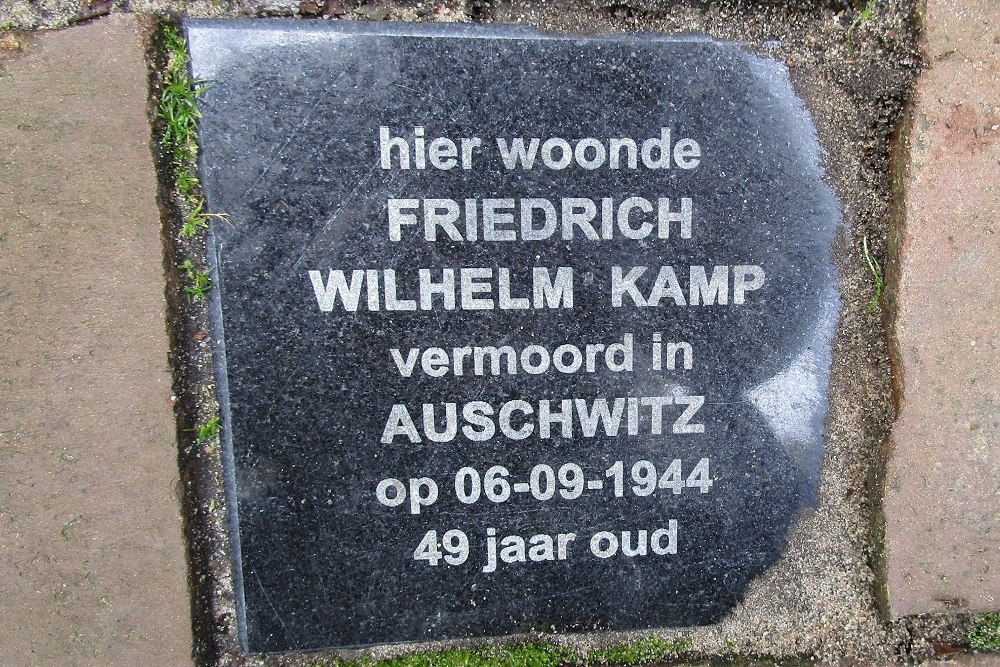 hier woonde
FRIEDRICH
WILHELM KAMP
vermoord in
AUSCHWITZ
op 06-09-1944
49 jaar oud